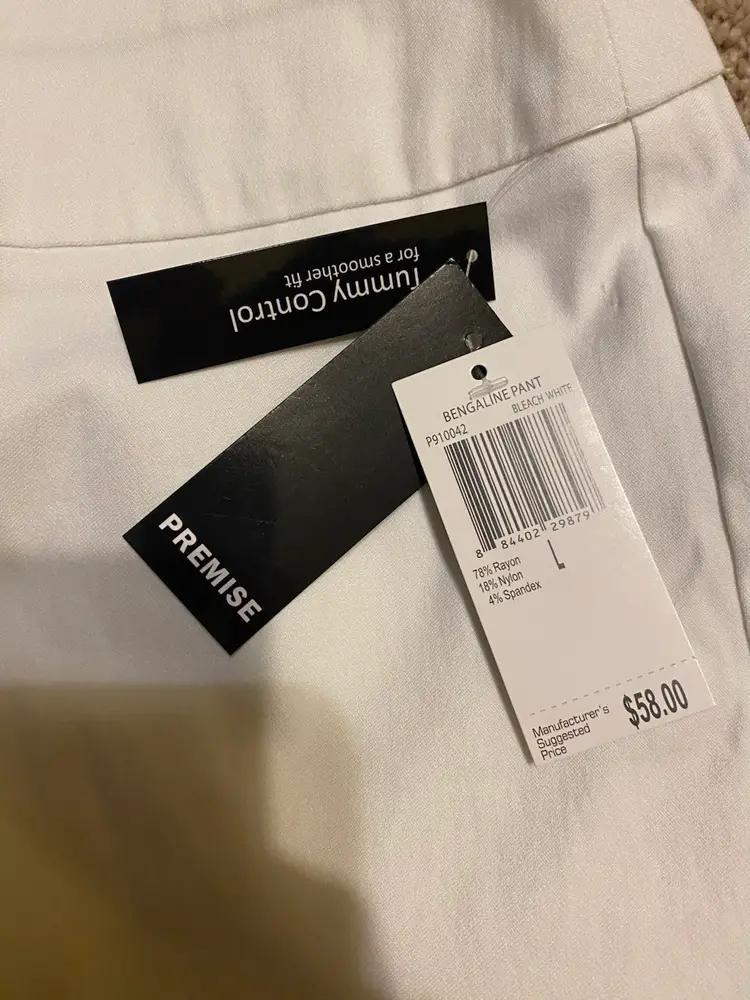 Tummy Control
for a smoother fit
PREMISE
BENGALINE PANT
P910042 BLEACH WHITE
8 84402 29879
L
78% Rayon
18% Nylon
4% Spandex
Manufacturer's
Suggested
Price
$58.00